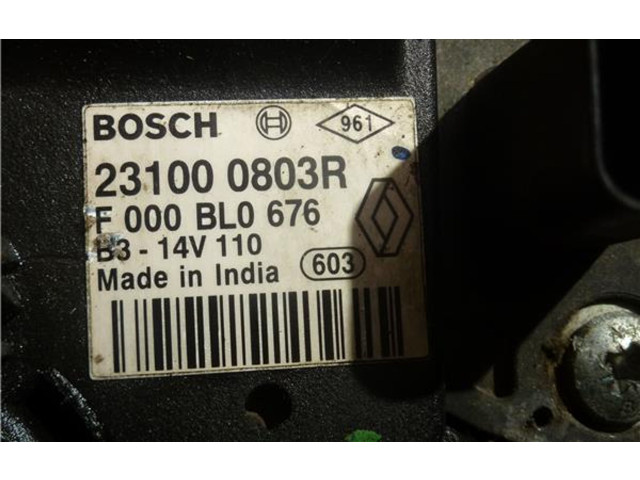 BOSCH 961
23100 0803R
F 000 BL0 676
B3 - 14V 110
Made in India 603